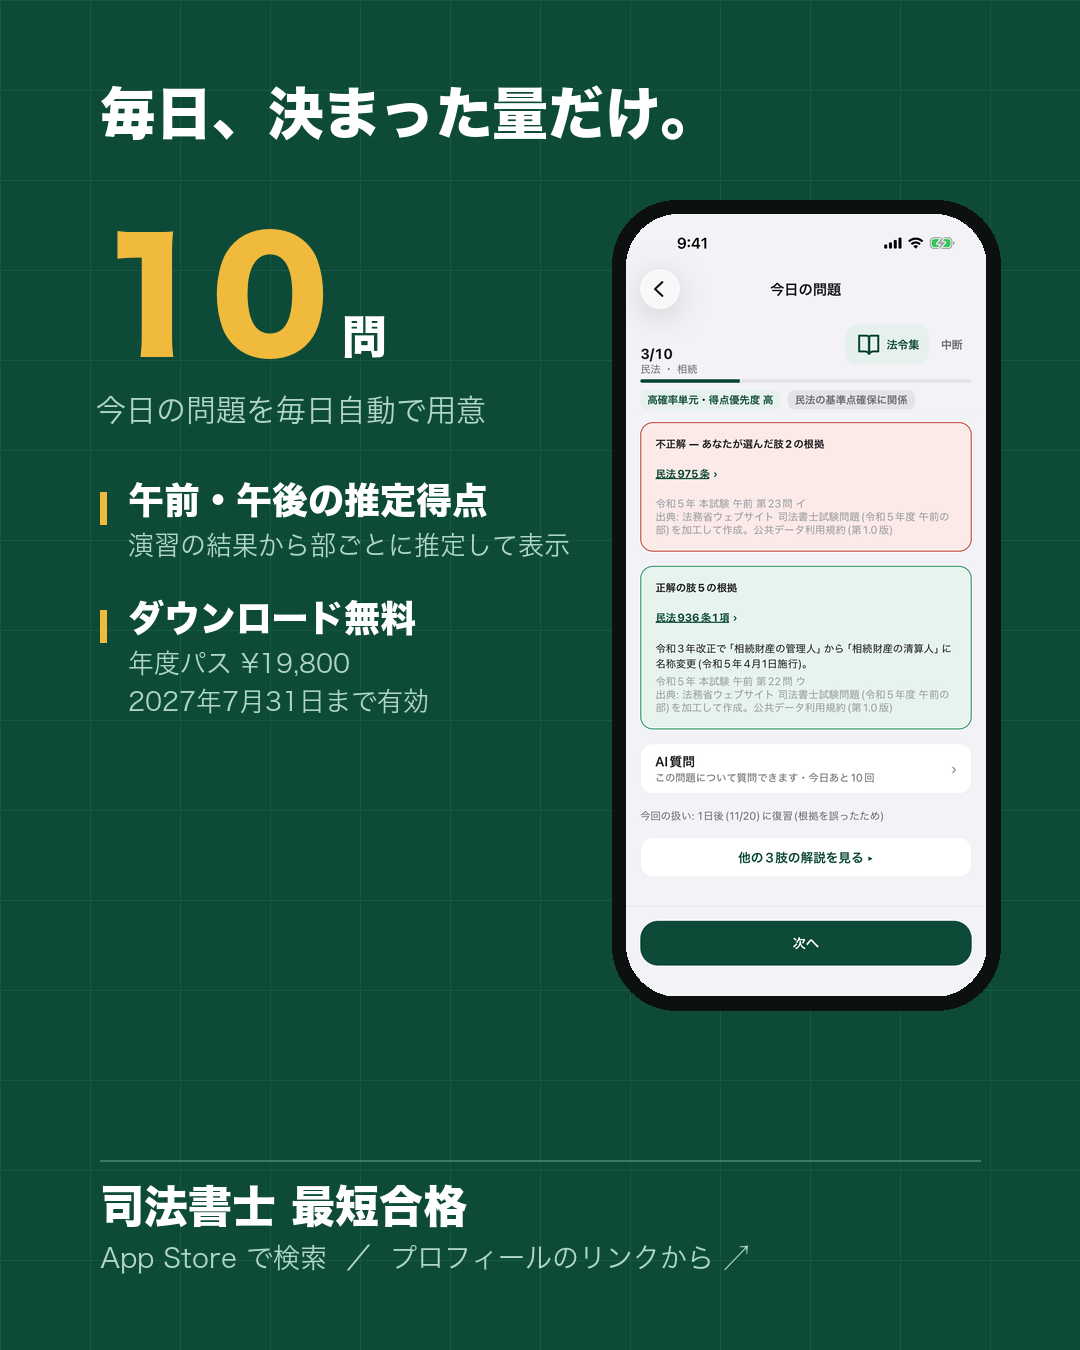 毎日、決まった量だけ。
10問
今日の問題を毎日自動で用意
午前・午後の推定得点
演習の結果から部ごとに推定して表示
ダウンロード無料
年度パス ¥19,800
2027年7月31日まで有効
9:41
今日の問題
3/10
民法 ・ 相続
法令集
中断
高確率単元・得点優先度 高
民法の基準点確保に関係
不正解 — あなたが選んだ肢2の根拠
民法975条 ›
令和5年 本試験 午前 第23問 イ
出典: 法務省ウェブサイト 司法書士試験問題(令和5年度 午前の
部)を加工して作成。公共データ利用規約(第1.0版)
正解の肢5の根拠
民法936条1項 ›
令和3年改正で「相続財産の管理人」から「相続財産の清算人」に
名称変更(令和5年4月1日施行)。
令和5年 本試験 午前 第22問 ウ
出典: 法務省ウェブサイト 司法書士試験問題(令和5年度 午前の
部)を加工して作成。公共データ利用規約(第1.0版)
AI質問
この問題について質問できます・今日あと10回
今回の扱い: 1日後(11/20)に復習(根拠を誤ったため)
他の3肢の解説を見る ▸
次へ
司法書士 最短合格
App Store で検索 ／ プロフィールのリンクから ↗